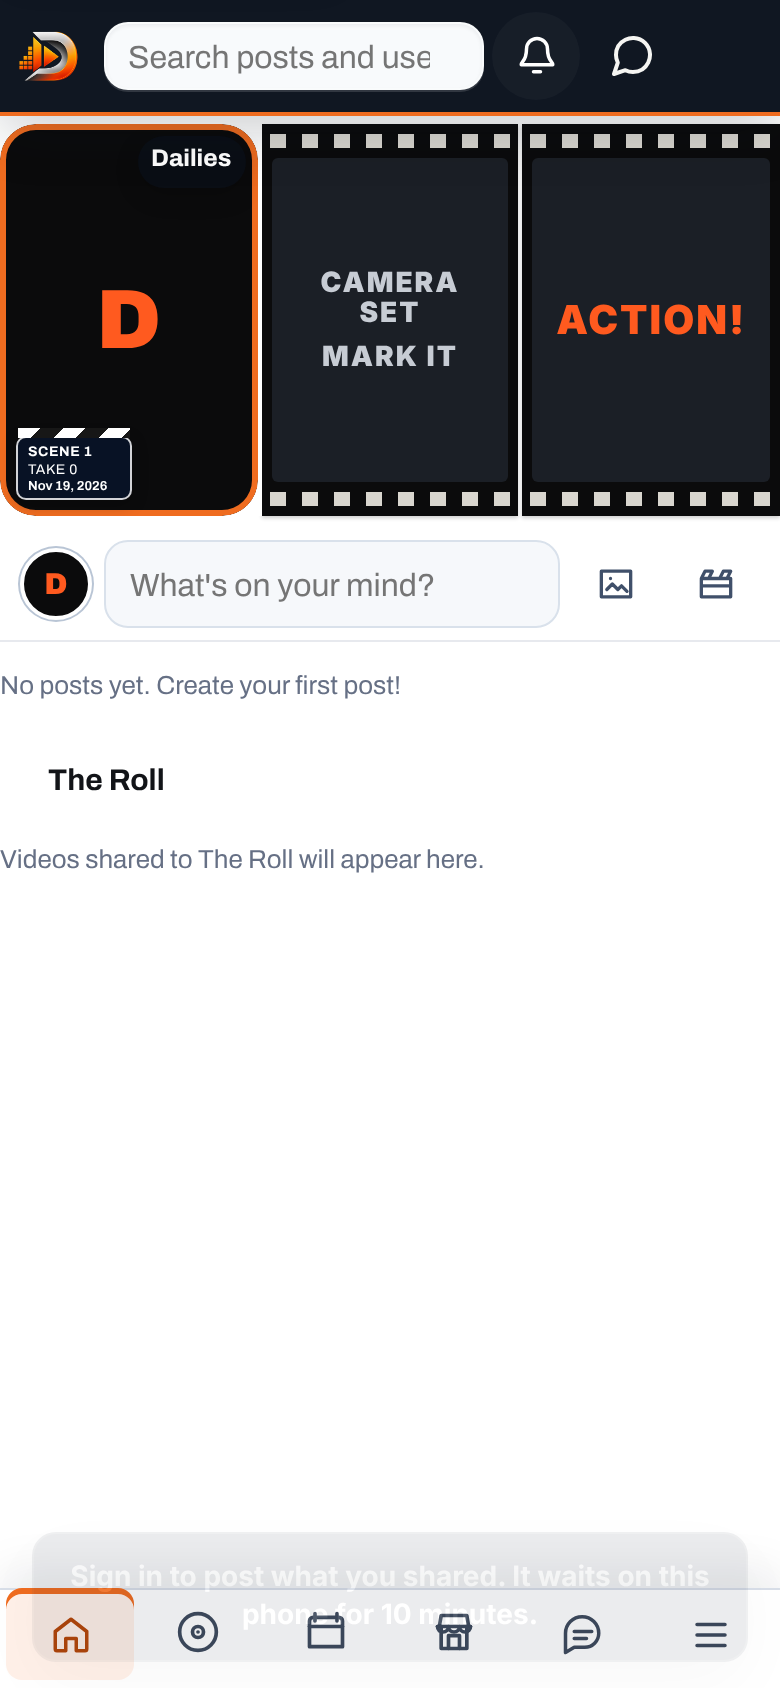 Search posts and use
Dailies
D
SCENE 1
TAKE 0
Nov 19, 2026
CAMERA
SET
MARK IT
ACTION!
D
What's on your mind?
No posts yet. Create your first post!
The Roll
Videos shared to The Roll will appear here.
Sign in to post what you shared. It waits on this
phone for 10 minutes.